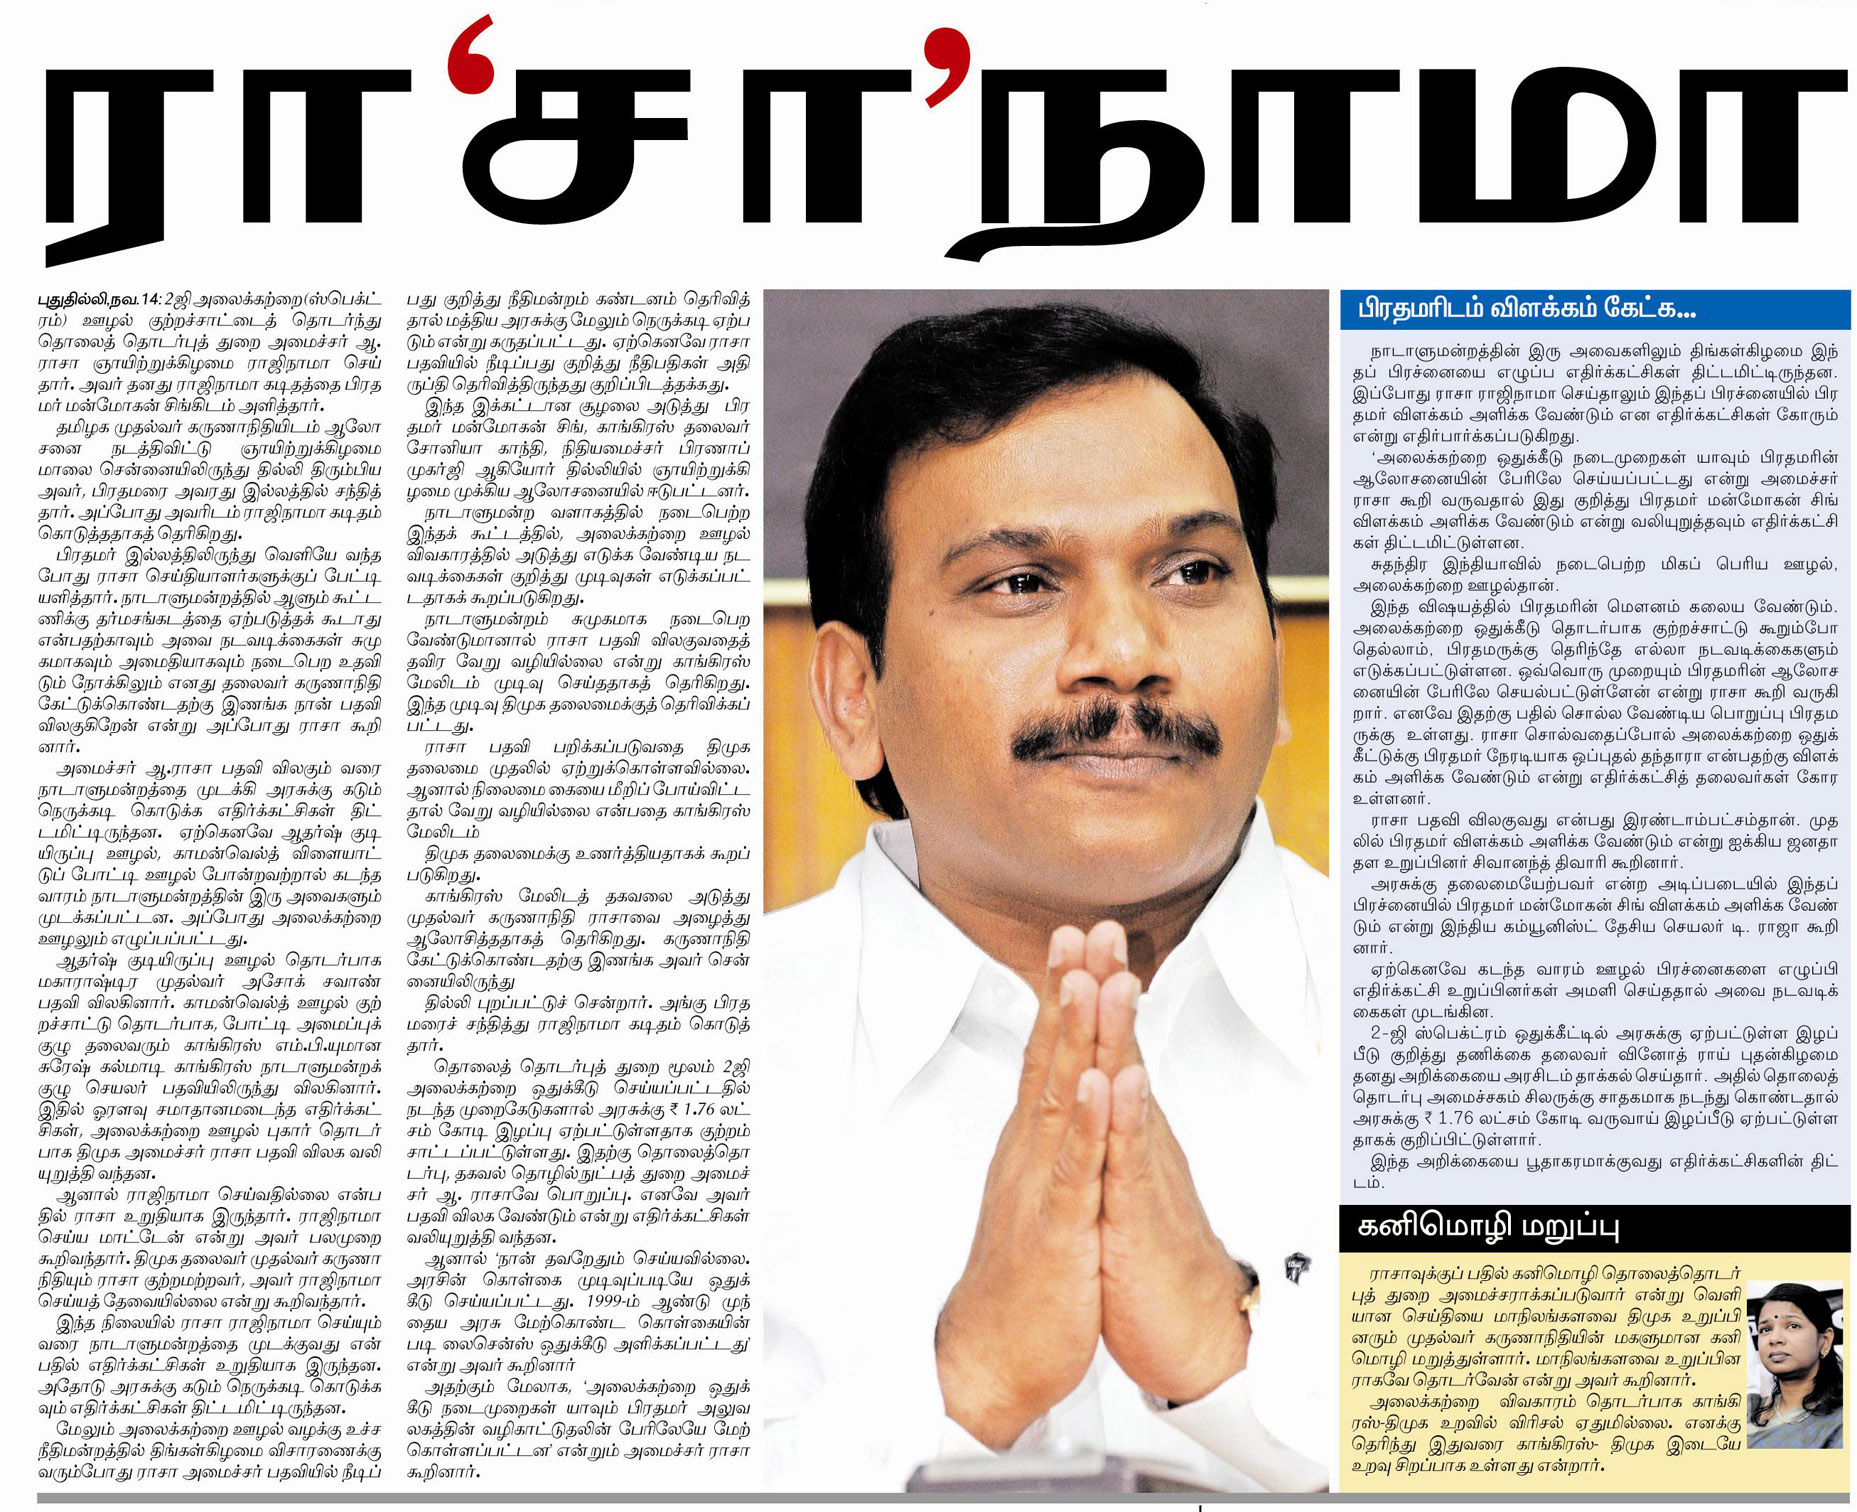 ரா‘சா’நாமா
புதுதில்லி,நவ.14: 2ஜி அலைக்கற்றை(ஸ்பெக்ட்
ரம்) ஊழல் குற்றச்சாட்டைத் தொடர்ந்து
தொலைத் தொடர்புத் துறை அமைச்சர் ஆ.
ராசா ஞாயிற்றுக்கிழமை ராஜிநாமா செய்
தார். அவர் தனது ராஜிநாமா கடிதத்தை பிரத
மர் மன்மோகன் சிங்கிடம் அளித்தார்.
தமிழக முதல்வர் கருணாநிதியிடம் ஆலோ
சனை நடத்திவிட்டு ஞாயிற்றுக்கிழமை
மாலை சென்னையிலிருந்து தில்லி திரும்பிய
அவர், பிரதமரை அவரது இல்லத்தில் சந்தித்
தார். அப்போது அவரிடம் ராஜிநாமா கடிதம்
கொடுத்ததாகத் தெரிகிறது.
பிரதமர் இல்லத்திலிருந்து வெளியே வந்த
போது ராசா செய்தியாளர்களுக்குப் பேட்டி
யளித்தார். நாடாளுமன்றத்தில் ஆளும் கூட்ட
ணிக்கு தர்மசங்கடத்தை ஏற்படுத்தக் கூடாது
என்பதற்காவும் அவை நடவடிக்கைகள் சுமு
கமாகவும் அமைதியாகவும் நடைபெற உதவி
டும் நோக்கிலும் எனது தலைவர் கருணாநிதி
கேட்டுக்கொண்டதற்கு இணங்க நான் பதவி
விலகுகிறேன் என்று அப்போது ராசா கூறி
னார்.
அமைச்சர் ஆ.ராசா பதவி விலகும் வரை
நாடாளுமன்றத்தை முடக்கி அரசுக்கு கடும்
நெருக்கடி கொடுக்க எதிர்க்கட்சிகள் திட்
டமிட்டிருந்தன. ஏற்கெனவே ஆதர்ஷ் குடி
யிருப்பு ஊழல், காமன்வெல்த் விளையாட்
டுப் போட்டி ஊழல் போன்றவற்றால் கடந்த
வாரம் நாடாளுமன்றத்தின் இரு அவைகளும்
முடக்கப்பட்டன. அப்போது அலைக்கற்றை
ஊழலும் எழுப்பப்பட்டது.
ஆதர்ஷ் குடியிருப்பு ஊழல் தொடர்பாக
மகாராஷ்டிர முதல்வர் அசோக் சவாண்
பதவி விலகினார். காமன்வெல்த் ஊழல் குற்
றச்சாட்டு தொடர்பாக, போட்டி அமைப்புக்
குழு தலைவரும் காங்கிரஸ் எம்.பி.யுமான
சுரேஷ் கல்மாடி காங்கிரஸ் நாடாளுமன்றக்
குழு செயலர் பதவியிலிருந்து விலகினார்.
இதில் ஓரளவு சமாதானமடைந்த எதிர்க்கட்
சிகள், அலைக்கற்றை ஊழல் புகார் தொடர்
பாக திமுக அமைச்சர் ராசா பதவி விலக வலி
யுறுத்தி வந்தன.
ஆனால் ராஜிநாமா செய்வதில்லை என்ப
தில் ராசா உறுதியாக இருந்தார். ராஜிநாமா
செய்ய மாட்டேன் என்று அவர் பலமுறை
கூறிவந்தார். திமுக தலைவர் முதல்வர் கருணா
நிதியும் ராசா குற்றமற்றவர், அவர் ராஜிநாமா
செய்யத் தேவையில்லை என்று கூறிவந்தார்.
இந்த நிலையில் ராசா ராஜிநாமா செய்யும்
வரை நாடாளுமன்றத்தை முடக்குவது என்
பதில் எதிர்க்கட்சிகள் உறுதியாக இருந்தன.
அதோடு அரசுக்கு கடும் நெருக்கடி கொடுக்க
வும் எதிர்க்கட்சிகள் திட்டமிட்டிருந்தன.
மேலும் அலைக்கற்றை ஊழல் வழக்கு உச்ச
நீதிமன்றத்தில் திங்கள்கிழமை விசாரணைக்கு
வரும்போது ராசா அமைச்சர் பதவியில் நீடிப்
பது குறித்து நீதிமன்றம் கண்டனம் தெரிவித்
தால் மத்திய அரசுக்கு மேலும் நெருக்கடி ஏற்ப
டும் என்று கருதப்பட்டது. ஏற்கெனவே ராசா
பதவியில் நீடிப்பது குறித்து நீதிபதிகள் அதி
ருப்தி தெரிவித்திருந்தது குறிப்பிடத்தக்கது.
இந்த இக்கட்டான சூழலை அடுத்து பிர
தமர் மன்மோகன் சிங், காங்கிரஸ் தலைவர்
சோனியா காந்தி, நிதியமைச்சர் பிரணாப்
முகர்ஜி ஆகியோர் தில்லியில் ஞாயிற்றுக்கி
ழமை முக்கிய ஆலோசனையில் ஈடுபட்டனர்.
நாடாளுமன்ற வளாகத்தில் நடைபெற்ற
இந்தக் கூட்டத்தில், அலைக்கற்றை ஊழல்
விவகாரத்தில் அடுத்து எடுக்க வேண்டிய நட
வடிக்கைகள் குறித்து முடிவுகள் எடுக்கப்பட்
டதாகக் கூறப்படுகிறது.
நாடாளுமன்றம் சுமுகமாக நடைபெற
வேண்டுமானால் ராசா பதவி விலகுவதைத்
தவிர வேறு வழியில்லை என்று காங்கிரஸ்
மேலிடம் முடிவு செய்ததாகத் தெரிகிறது.
இந்த முடிவு திமுக தலைமைக்குத் தெரிவிக்கப்
பட்டது.
ராசா பதவி பறிக்கப்படுவதை திமுக
தலைமை முதலில் ஏற்றுக்கொள்ளவில்லை.
ஆனால் நிலைமை கையை மீறிப் போய்விட்ட
தால் வேறு வழியில்லை என்பதை காங்கிரஸ்
மேலிடம்
திமுக தலைமைக்கு உணர்த்தியதாகக் கூறப்
படுகிறது.
காங்கிரஸ் மேலிடத் தகவலை அடுத்து
முதல்வர் கருணாநிதி ராசாவை அழைத்து
ஆலோசித்ததாகத் தெரிகிறது. கருணாநிதி
கேட்டுக்கொண்டதற்கு இணங்க அவர் சென்
னையிலிருந்து
தில்லி புறப்பட்டுச் சென்றார். அங்கு பிரத
மரைச் சந்தித்து ராஜிநாமா கடிதம் கொடுத்
தார்.
தொலைத் தொடர்புத் துறை மூலம் 2ஜி
அலைக்கற்றை ஒதுக்கீடு செய்யப்பட்டதில்
நடந்த முறைகேடுகளால் அரசுக்கு ₹ 1.76 லட்
சம் கோடி இழப்பு ஏற்பட்டுள்ளதாக குற்றம்
சாட்டப்பட்டுள்ளது. இதற்கு தொலைத்தொ
டர்பு, தகவல் தொழில்நுட்பத் துறை அமைச்
சர் ஆ. ராசாவே பொறுப்பு. எனவே அவர்
பதவி விலக வேண்டும் என்று எதிர்க்கட்சிகள்
வலியுறுத்தி வந்தன.
ஆனால் ‘நான் தவறேதும் செய்யவில்லை.
அரசின் கொள்கை முடிவுப்படியே ஒதுக்
கீடு செய்யப்பட்டது. 1999-ம் ஆண்டு முந்
தைய அரசு மேற்கொண்ட கொள்கையின்
படி லைசென்ஸ் ஒதுக்கீடு அளிக்கப்பட்டது’
என்று அவர் கூறினார்
அதற்கும் மேலாக, ‘அலைக்கற்றை ஒதுக்
கீடு நடைமுறைகள் யாவும் பிரதமர் அலுவ
லகத்தின் வழிகாட்டுதலின் பேரிலேயே மேற்
கொள்ளப்பட்டன’ என்றும் அமைச்சர் ராசா
கூறினார்.
பிரதமரிடம் விளக்கம் கேட்க...
நாடாளுமன்றத்தின் இரு அவைகளிலும் திங்கள்கிழமை இந்
தப் பிரச்னையை எழுப்ப எதிர்க்கட்சிகள் திட்டமிட்டிருந்தன.
இப்போது ராசா ராஜிநாமா செய்தாலும் இந்தப் பிரச்னையில் பிர
தமர் விளக்கம் அளிக்க வேண்டும் என எதிர்க்கட்சிகள் கோரும்
என்று எதிர்பார்க்கப்படுகிறது.
‘அலைக்கற்றை ஒதுக்கீடு நடைமுறைகள் யாவும் பிரதமரின்
ஆலோசனையின் பேரிலே செய்யப்பட்டது என்று அமைச்சர்
ராசா கூறி வருவதால் இது குறித்து பிரதமர் மன்மோகன் சிங்
விளக்கம் அளிக்க வேண்டும் என்று வலியுறுத்தவும் எதிர்க்கட்சி
கள் திட்டமிட்டுள்ளன.
சுதந்திர இந்தியாவில் நடைபெற்ற மிகப் பெரிய ஊழல்,
அலைக்கற்றை ஊழல்தான்.
இந்த விஷயத்தில் பிரதமரின் மௌனம் கலைய வேண்டும்.
அலைக்கற்றை ஒதுக்கீடு தொடர்பாக குற்றச்சாட்டு கூறும்போ
தெல்லாம், பிரதமருக்கு தெரிந்தே எல்லா நடவடிக்கைகளும்
எடுக்கப்பட்டுள்ளன. ஒவ்வொரு முறையும் பிரதமரின் ஆலோச
னையின் பேரிலே செயல்பட்டுள்ளேன் என்று ராசா கூறி வருகி
றார். எனவே இதற்கு பதில் சொல்ல வேண்டிய பொறுப்பு பிரதம
ருக்கு உள்ளது. ராசா சொல்வதைப்போல் அலைக்கற்றை ஒதுக்
கீட்டுக்கு பிரதமர் நேரடியாக ஒப்புதல் தந்தாரா என்பதற்கு விளக்
கம் அளிக்க வேண்டும் என்று எதிர்க்கட்சித் தலைவர்கள் கோர
உள்ளனர்.
ராசா பதவி விலகுவது என்பது இரண்டாம்பட்சம்தான். முத
லில் பிரதமர் விளக்கம் அளிக்க வேண்டும் என்று ஐக்கிய ஜனதா
தள உறுப்பினர் சிவானந்த் திவாரி கூறினார்.
அரசுக்கு தலைமையேற்பவர் என்ற அடிப்படையில் இந்தப்
பிரச்னையில் பிரதமர் மன்மோகன் சிங் விளக்கம் அளிக்க வேண்
டும் என்று இந்திய கம்யூனிஸ்ட் தேசிய செயலர் டி. ராஜா கூறி
னார்.
ஏற்கெனவே கடந்த வாரம் ஊழல் பிரச்னைகளை எழுப்பி
எதிர்க்கட்சி உறுப்பினர்கள் அமளி செய்ததால் அவை நடவடிக்
கைகள் முடங்கின.
2-ஜி ஸ்பெக்ட்ரம் ஒதுக்கீட்டில் அரசுக்கு ஏற்பட்டுள்ள இழப்
பீடு குறித்து தணிக்கை தலைவர் வினோத் ராய் புதன்கிழமை
தனது அறிக்கையை அரசிடம் தாக்கல் செய்தார். அதில் தொலைத்
தொடர்பு அமைச்சகம் சிலருக்கு சாதகமாக நடந்து கொண்டதால்
அரசுக்கு ₹ 1.76 லட்சம் கோடி வருவாய் இழப்பீடு ஏற்பட்டுள்ள
தாகக் குறிப்பிட்டுள்ளார்.
இந்த அறிக்கையை பூதாகரமாக்குவது எதிர்க்கட்சிகளின் திட்
டம்.
கனிமொழி மறுப்பு
ராசாவுக்குப் பதில் கனிமொழி தொலைத்தொடர்
புத் துறை அமைச்சராக்கப்படுவார் என்று வெளி
யான செய்தியை மாநிலங்களவை திமுக உறுப்பி
னரும் முதல்வர் கருணாநிதியின் மகளுமான கனி
மொழி மறுத்துள்ளார். மாநிலங்களவை உறுப்பின
ராகவே தொடர்வேன் என்று அவர் கூறினார்.
அலைக்கற்றை விவகாரம் தொடர்பாக காங்கி
ரஸ்-திமுக உறவில் விரிசல் ஏதுமில்லை. எனக்கு
தெரிந்து இதுவரை காங்கிரஸ்- திமுக இடையே
உறவு சிறப்பாக உள்ளது என்றார்.